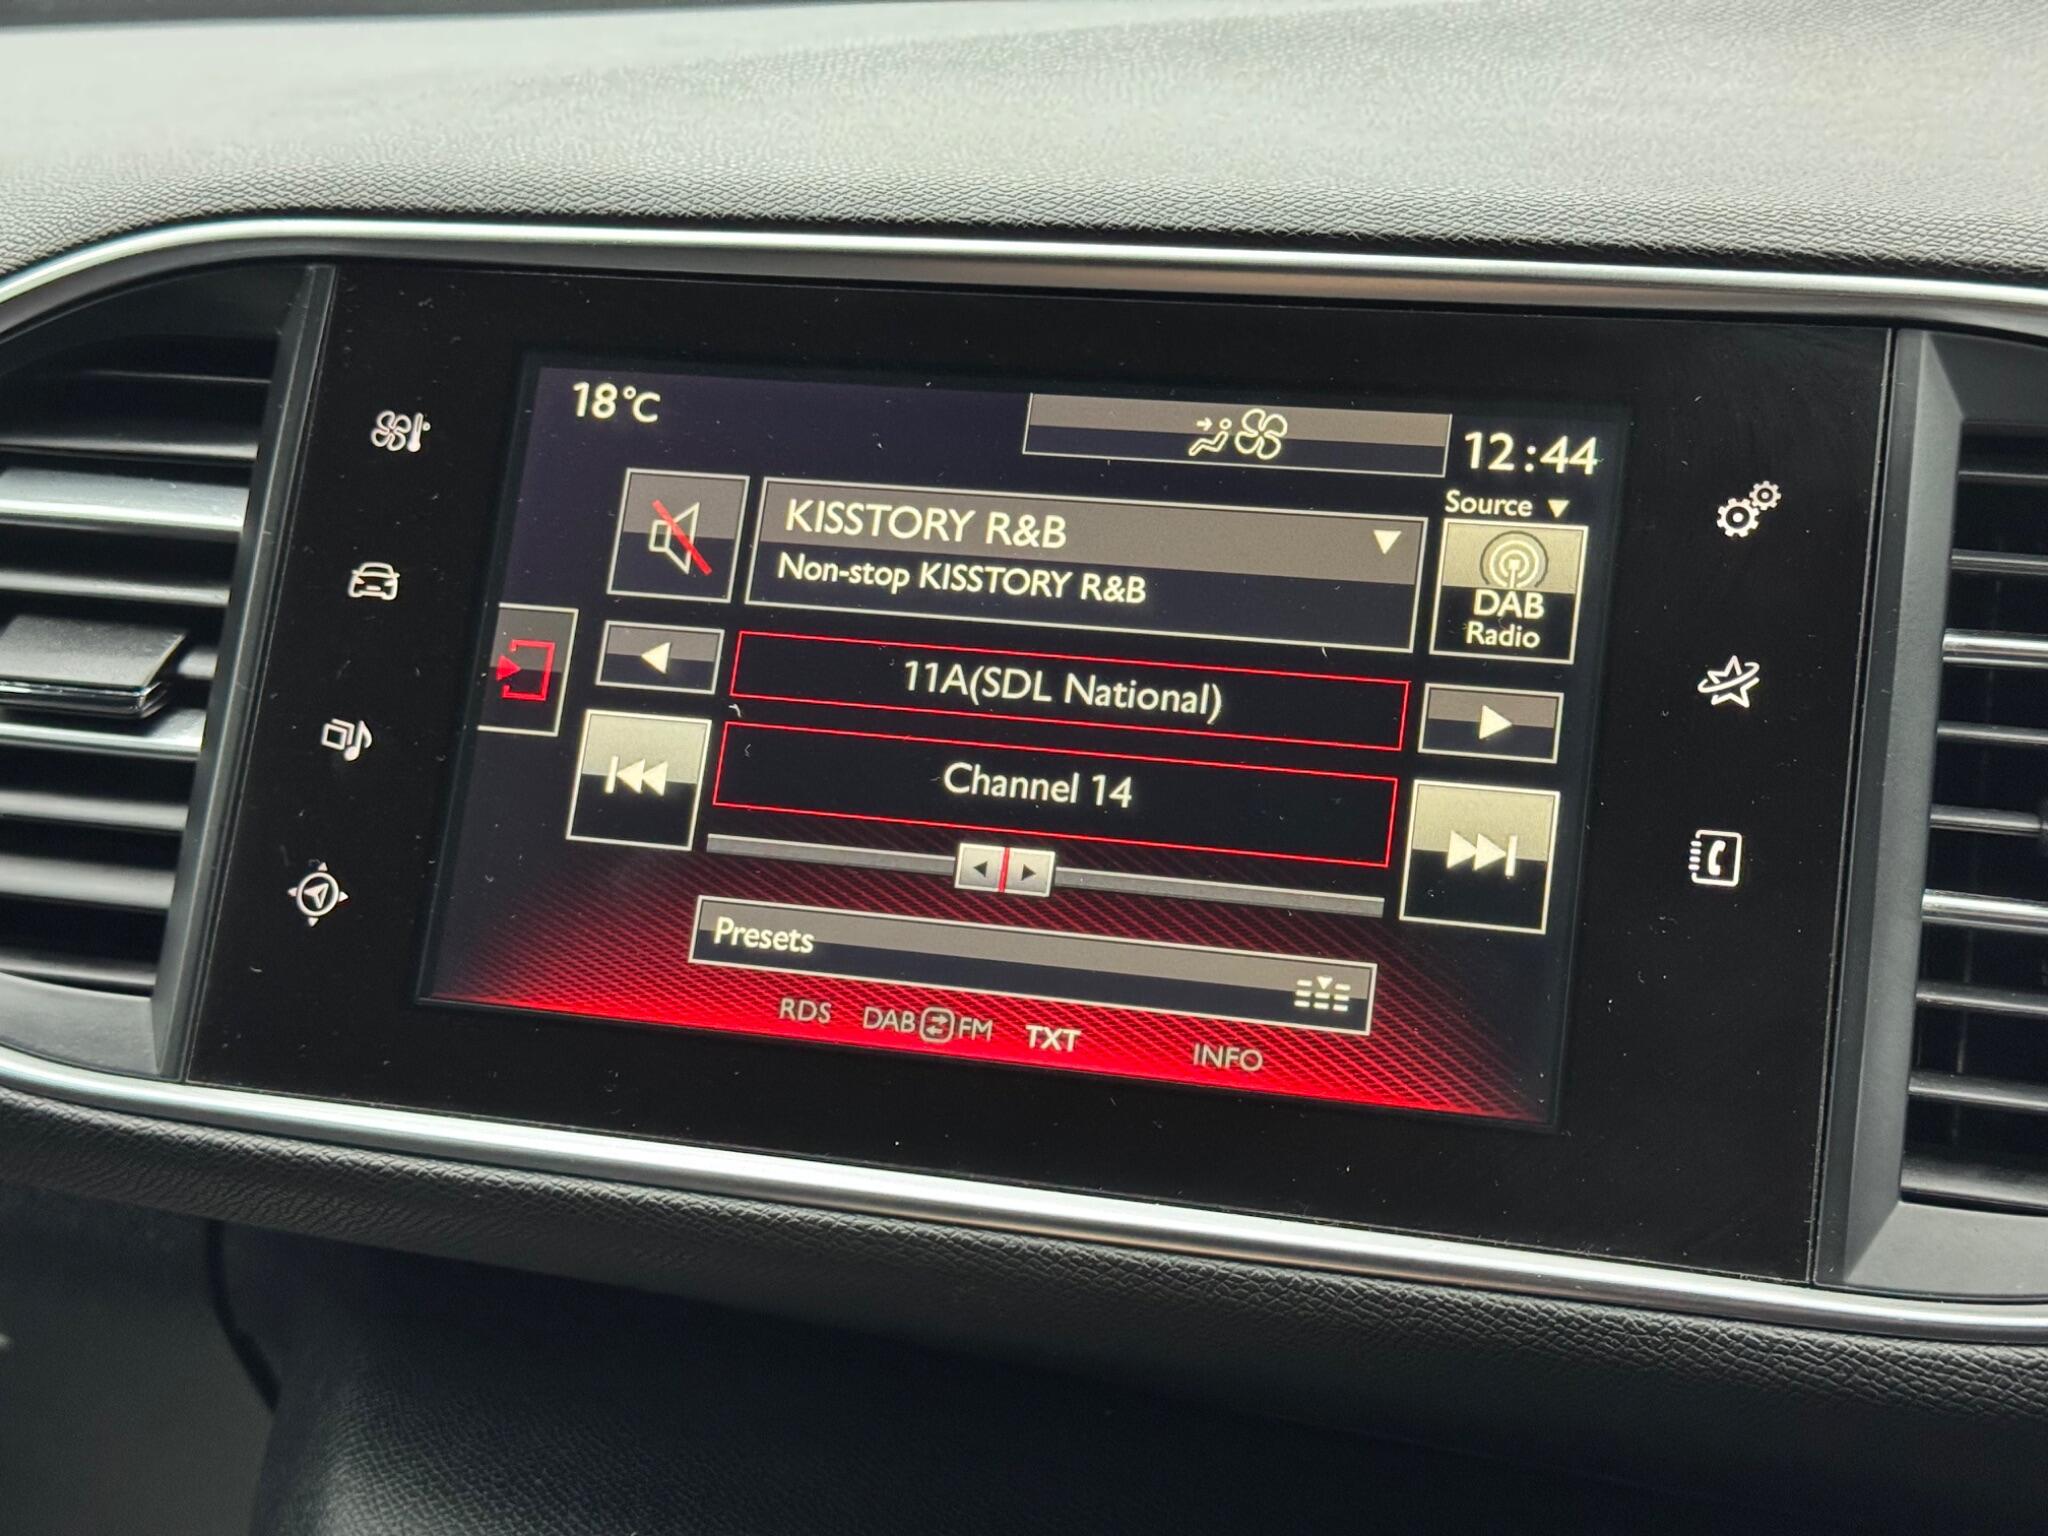 18°C
12:44
Source
KISSTORY R&B
Non-stop KISSTORY R&B
DAB
Radio
11A(SDL National)
Channel 14
Presets
RDS DAB FM TXT INFO